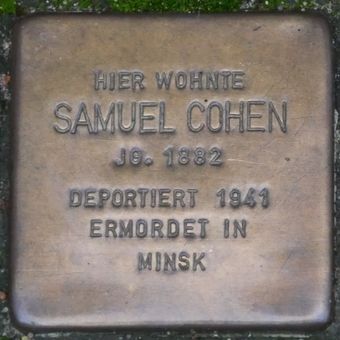 HIER WOHNTE
SAMUEL COHEN
JG. 1882
DEPORTIERT 1941
ERMORDET IN
MINSK